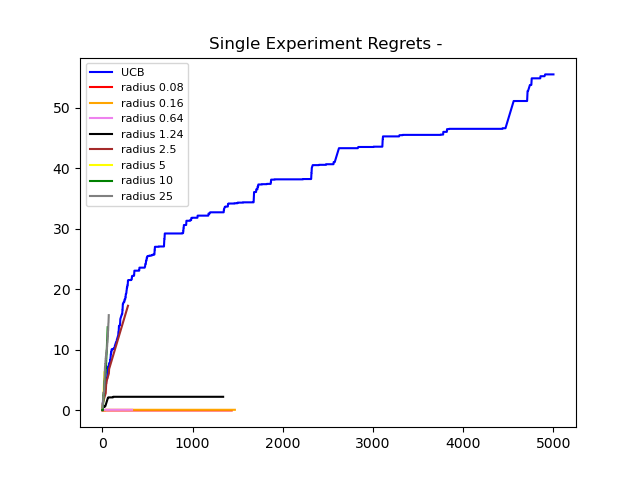 Single Experiment Regrets -
UCB
radius 0.08
radius 0.16
radius 0.64
radius 1.24
radius 2.5
radius 5
radius 10
radius 25
50
40
30
20
10
0
0 1000 2000 3000 4000 5000